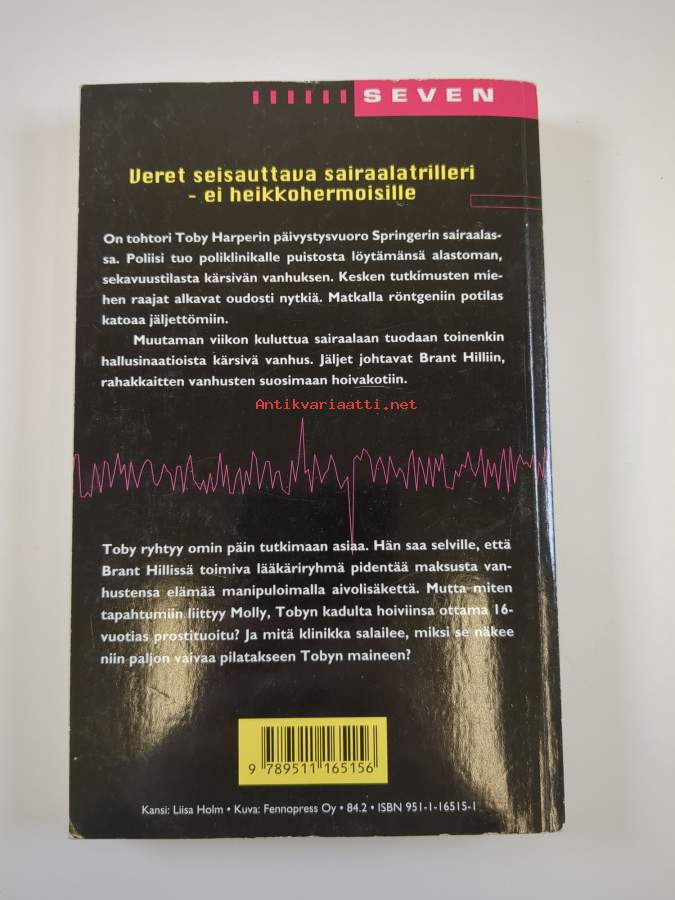 SEVEN
Veret seisauttava sairaalatrilleri
- ei heikkohermoisille
On tohtori Toby Harperin päivystysvuoro Springerin sairaalas-
sa. Poliisi tuo poliklinikalle puistosta löytämänsä alastoman,
sekavuustilasta kärsivän vanhuksen. Kesken tutkimusten mie-
hen raajat alkavat oudosti nytkiä. Matkalla röntgeniin potilas
katoaa jäljettömiin.
Muutaman viikon kuluttua sairaalaan tuodaan toinenkin
hallusinaatioista kärsivä vanhus. Jäljet johtavat Brant Hilliin,
rahakkaitten vanhusten suosimaan hoivakotiin.
Antikvariaatti.net
Toby ryhtyy omin päin tutkimaan asiaa. Hän saa selville, että
Brant Hillissä toimiva lääkäriryhmä pidentää maksusta van-
hustensa elämää manipuloimalla aivolisäkettä. Mutta miten
tapahtumiin liittyy Molly, Tobyn kadulta hoiviinsa ottama 16-
vuotias prostituoitu? Ja mitä klinikka salailee, miksi se näkee
niin paljon vaivaa pilatakseen Tobyn maineen?
9 789511 165156
Kansi: Liisa Holm • Kuva: Fennopress Oy • 84.2 • ISBN 951-1-16515-1